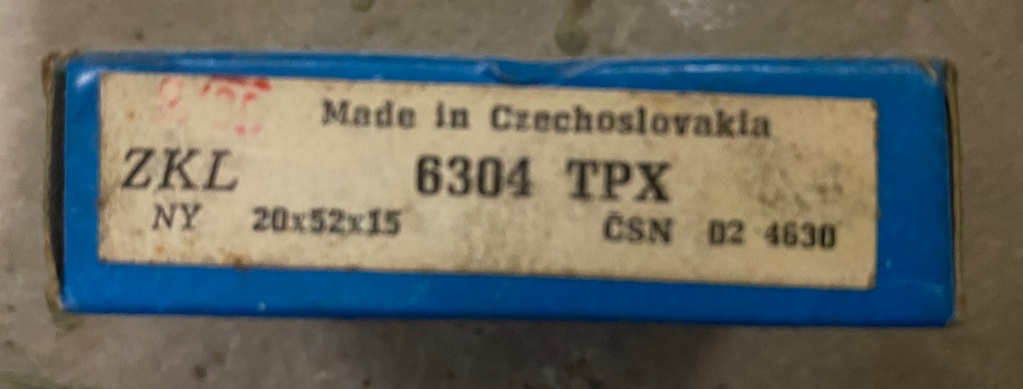 Made in Czechoslovakia
ZKL 6304 TPX
NY 20x52x15 ČSN 02 4630